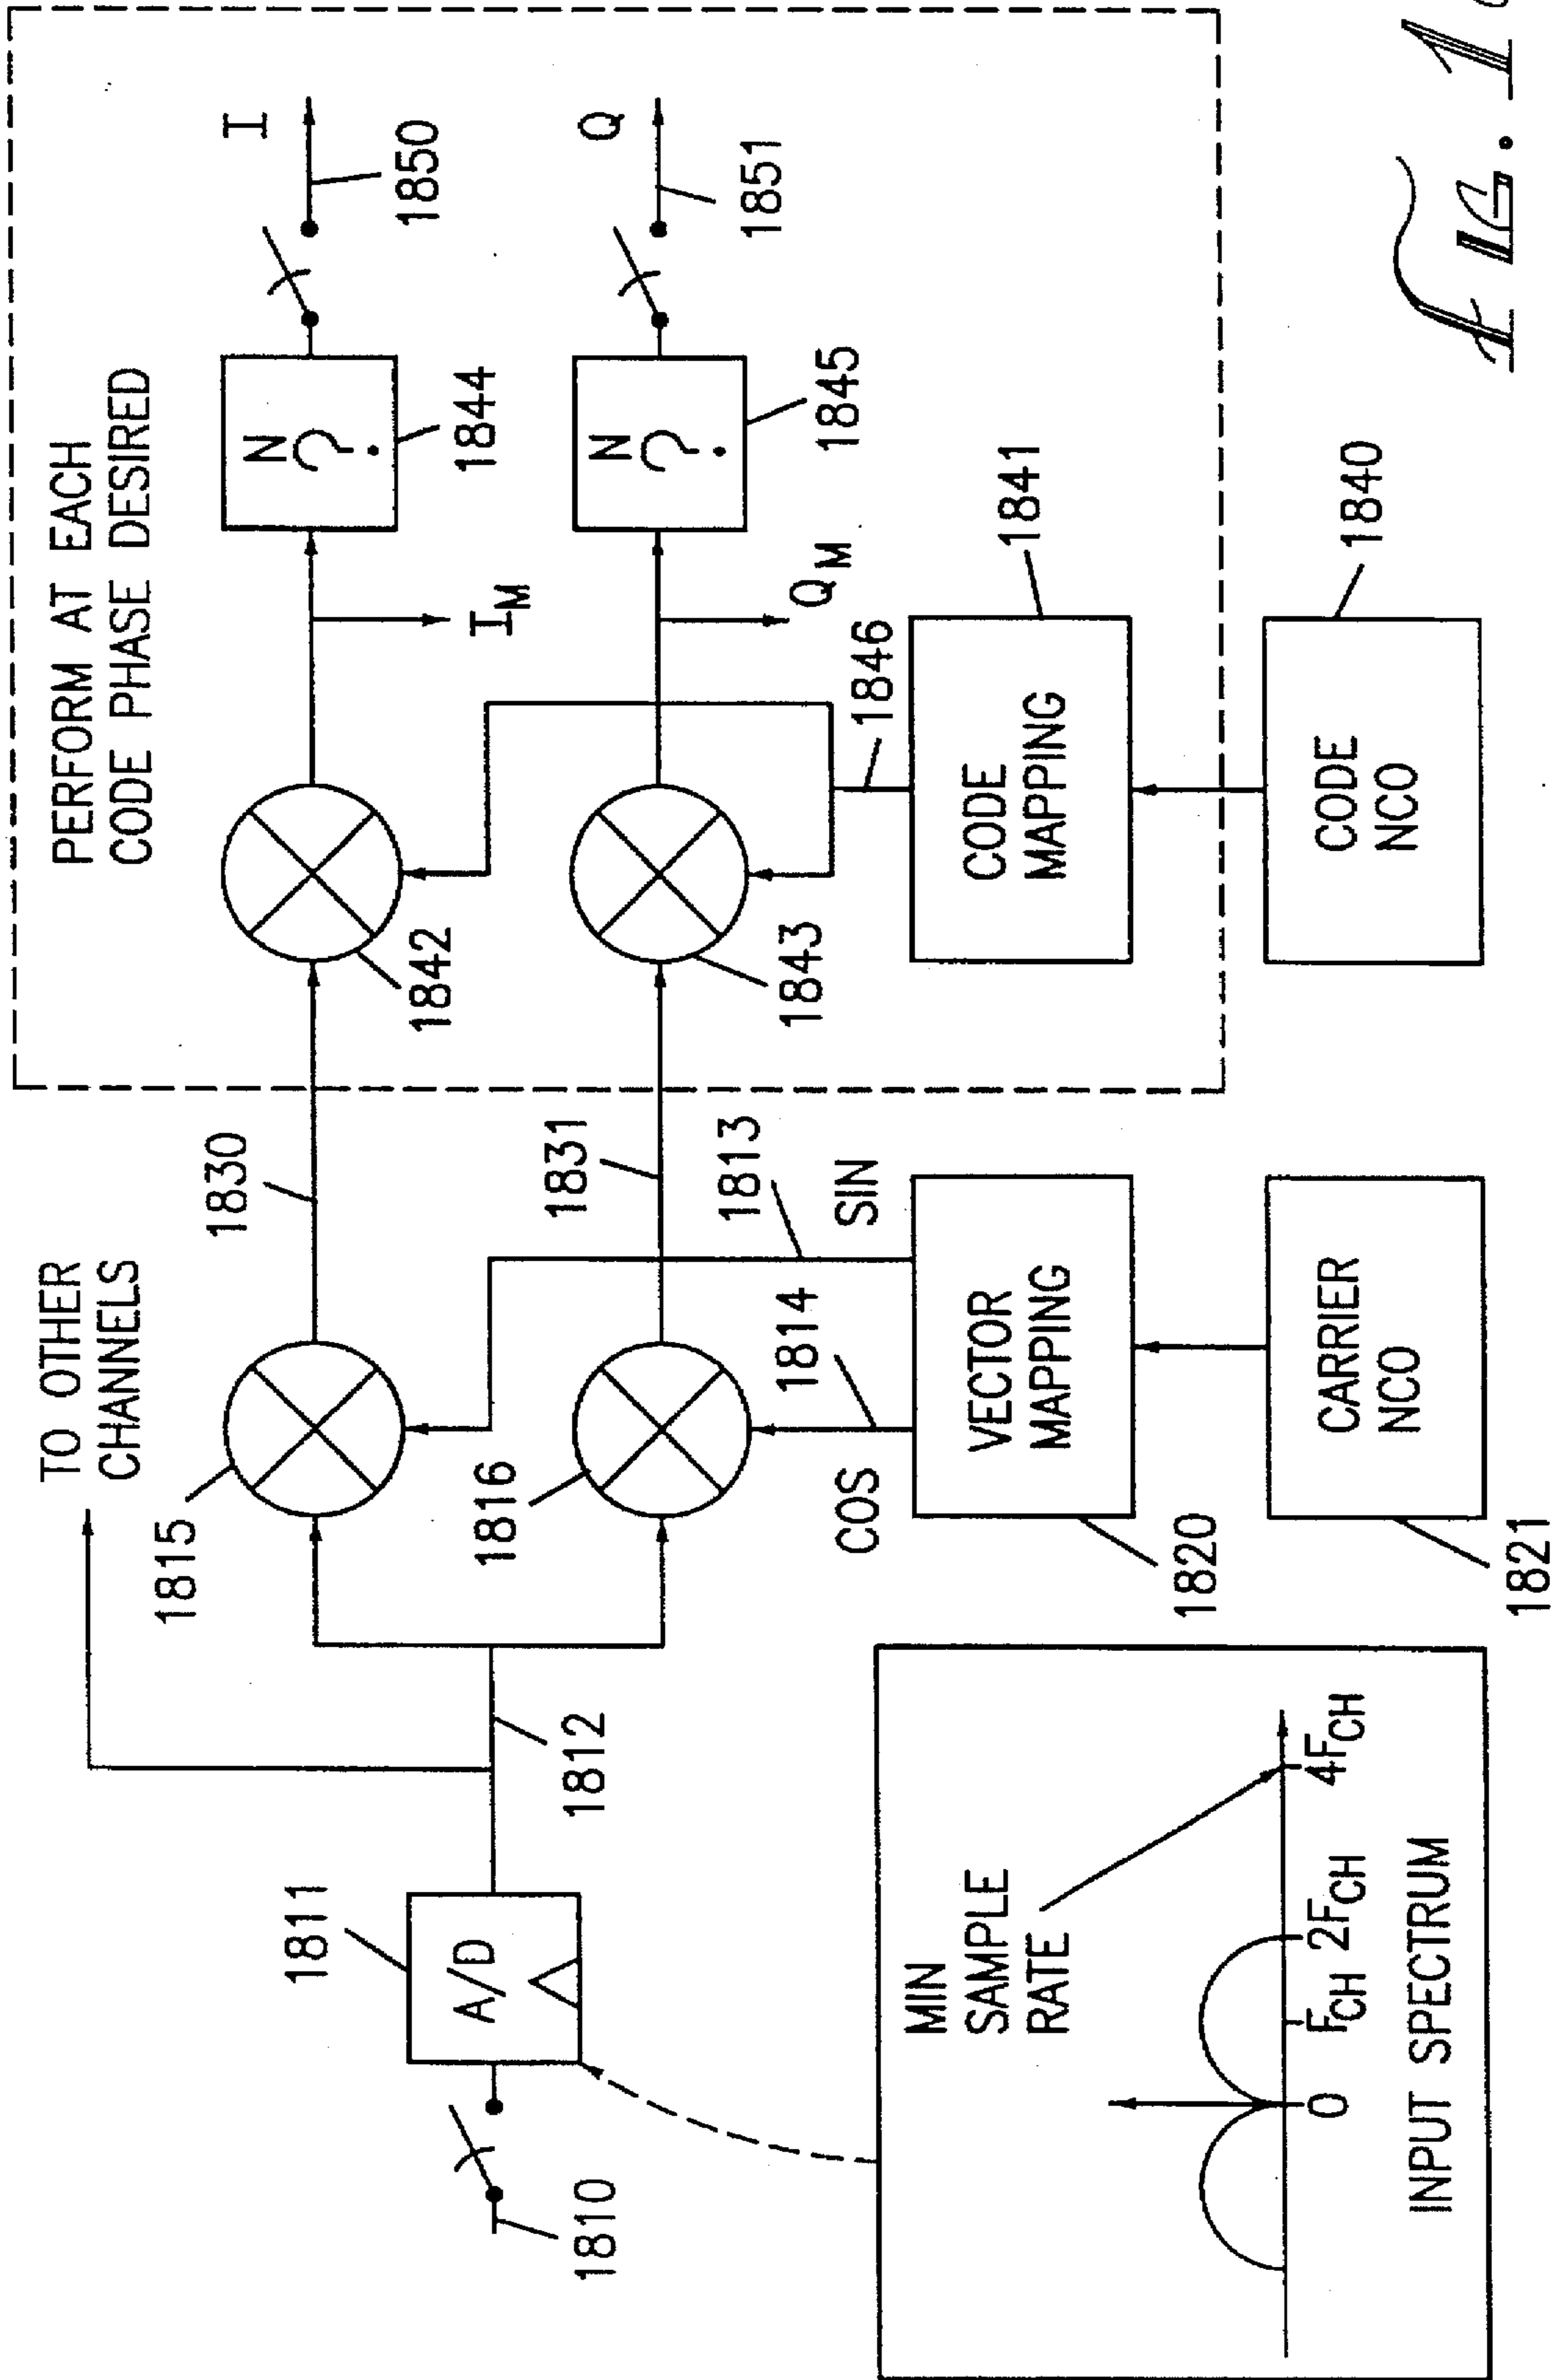 TO OTHER
CHANNELS
PERFORM AT EACH
CODE PHASE DESIRED
1810
1811
A/D
1812
1815
1816
1830
1831
1813
SIN
1814
COS
VECTOR
MAPPING
1820
CARRIER
NCO
1821
1842
1843
I_M
Q_M
1846
N
?
1844
N
?
1845
I
1850
Q
1851
CODE
MAPPING
1841
CODE
NCO
1840
MIN
SAMPLE
RATE
0
F_CH
2F_CH
4F_CH
INPUT SPECTRUM